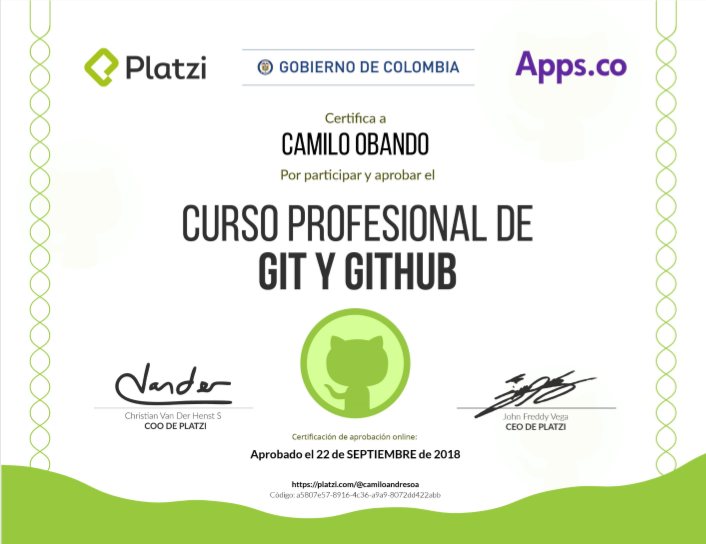 Platzi
GOBIERNO DE COLOMBIA
Apps.co
Certifica a
CAMILO OBANDO
Por participar y aprobar el
CURSO PROFESIONAL DE
GIT Y GITHUB
Vander
Christian Van Der Henst S
COO DE PLATZI
John Freddy Vega
CEO DE PLATZI
Certificación de aprobación online:
Aprobado el 22 de SEPTIEMBRE de 2018
https://platzi.com/@camiloandresoa
Código: a5807e57-8916-4c36-a9a9-8072dd422abb